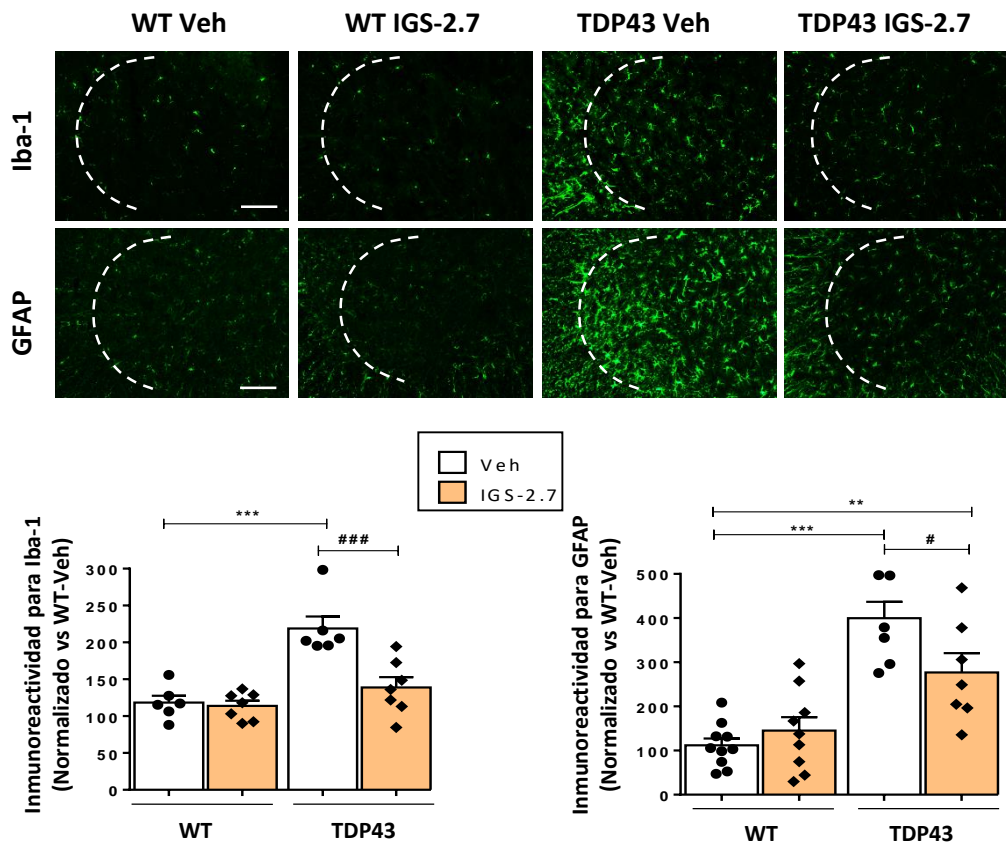 WT Veh WT IGS-2.7 TDP43 Veh TDP43 IGS-2.7
Iba-1
GFAP
Veh
IGS-2.7
Inmunoreactividad para Iba-1
(Normalizado vs WT-Veh)
***
###
300
250
200
150
100
50
0
WT TDP43
Inmunoreactividad para GFAP
(Normalizado vs WT-Veh)
**
***
#
500
400
300
200
100
0
WT TDP43